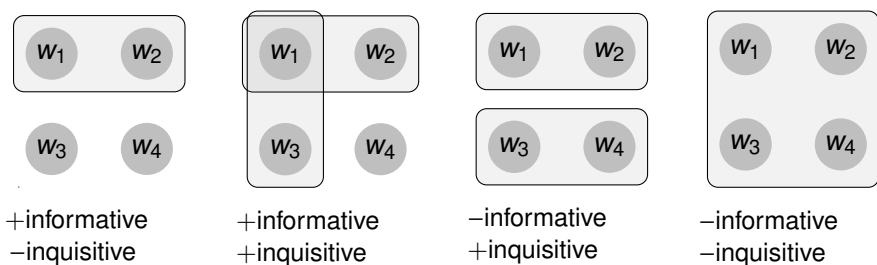 w1 w2 w1 w2 w1 w2 w1 w2
w3 w4 w3 w4 w3 w4 w3 w4
+informative +informative −informative −informative
−inquisitive +inquisitive +inquisitive −inquisitive